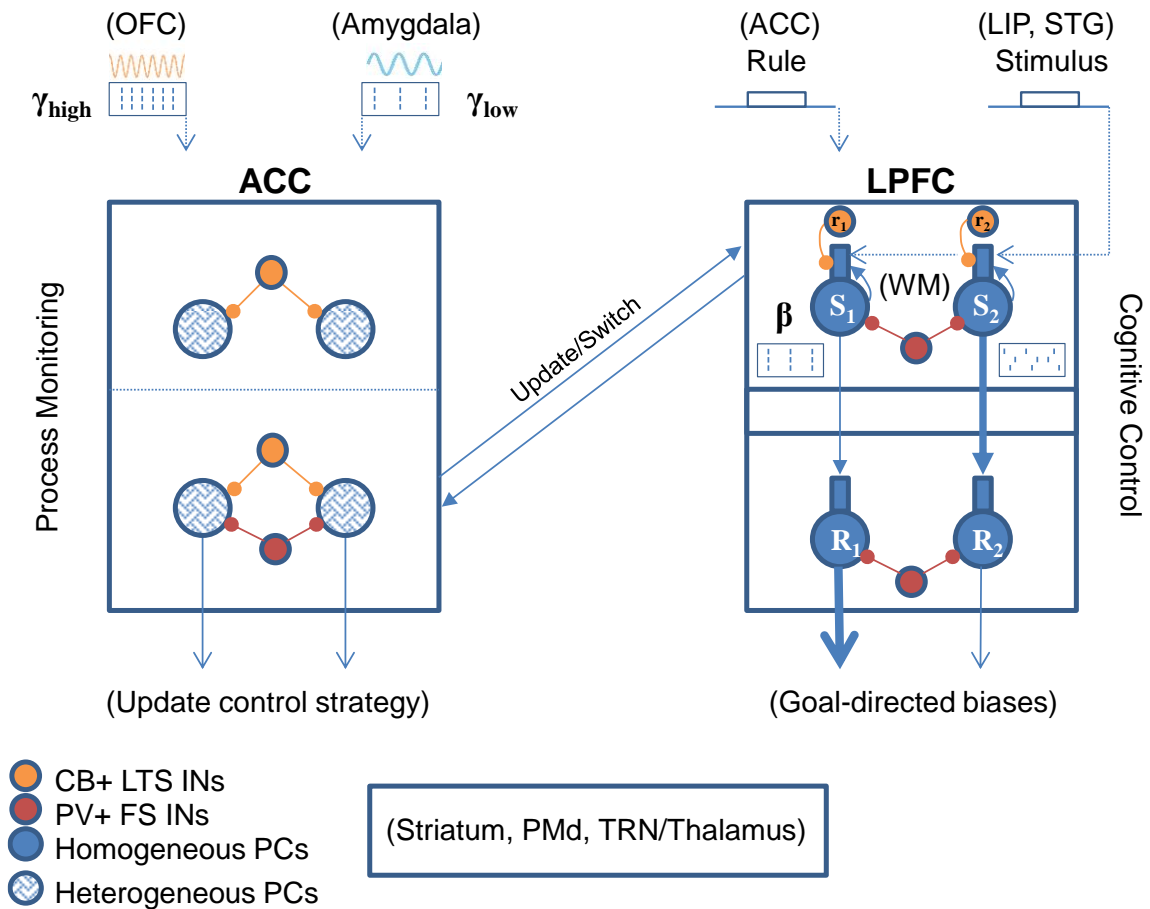 (OFC)
(Amygdala)
(ACC)
Rule
(LIP, STG)
Stimulus
γhigh
γlow
ACC
LPFC
Process Monitoring
Update/Switch
r1
r2
(WM)
S1
S2
β
Cognitive Control
R1
R2
(Update control strategy)
(Goal-directed biases)
CB+ LTS INs
PV+ FS INs
Homogeneous PCs
Heterogeneous PCs
(Striatum, PMd, TRN/Thalamus)